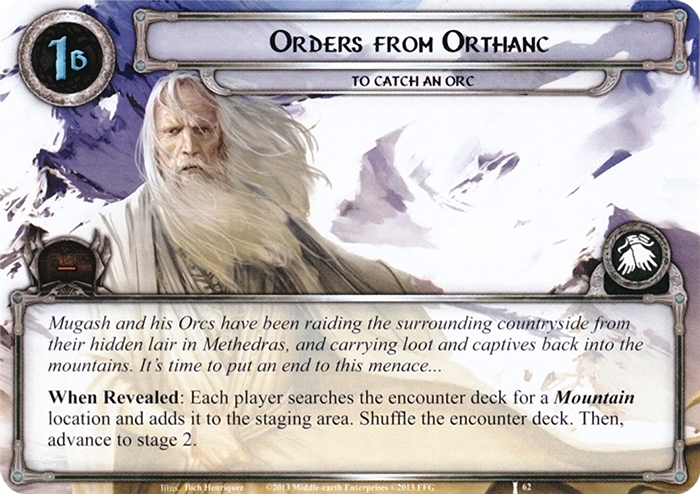 1B
ORDERS FROM ORTHANC
TO CATCH AN ORC
–
Mugash and his Orcs have been raiding the surrounding countryside from
their hidden lair in Methedras, and carrying loot and captives back into the
mountains. It's time to put an end to this menace...
When Revealed: Each player searches the encounter deck for a Mountain
location and adds it to the staging area. Shuffle the encounter deck. Then,
advance to stage 2.
Illus. Rich Henriquez ©2013 Middle-earth Enterprises ©2013 FFG 62